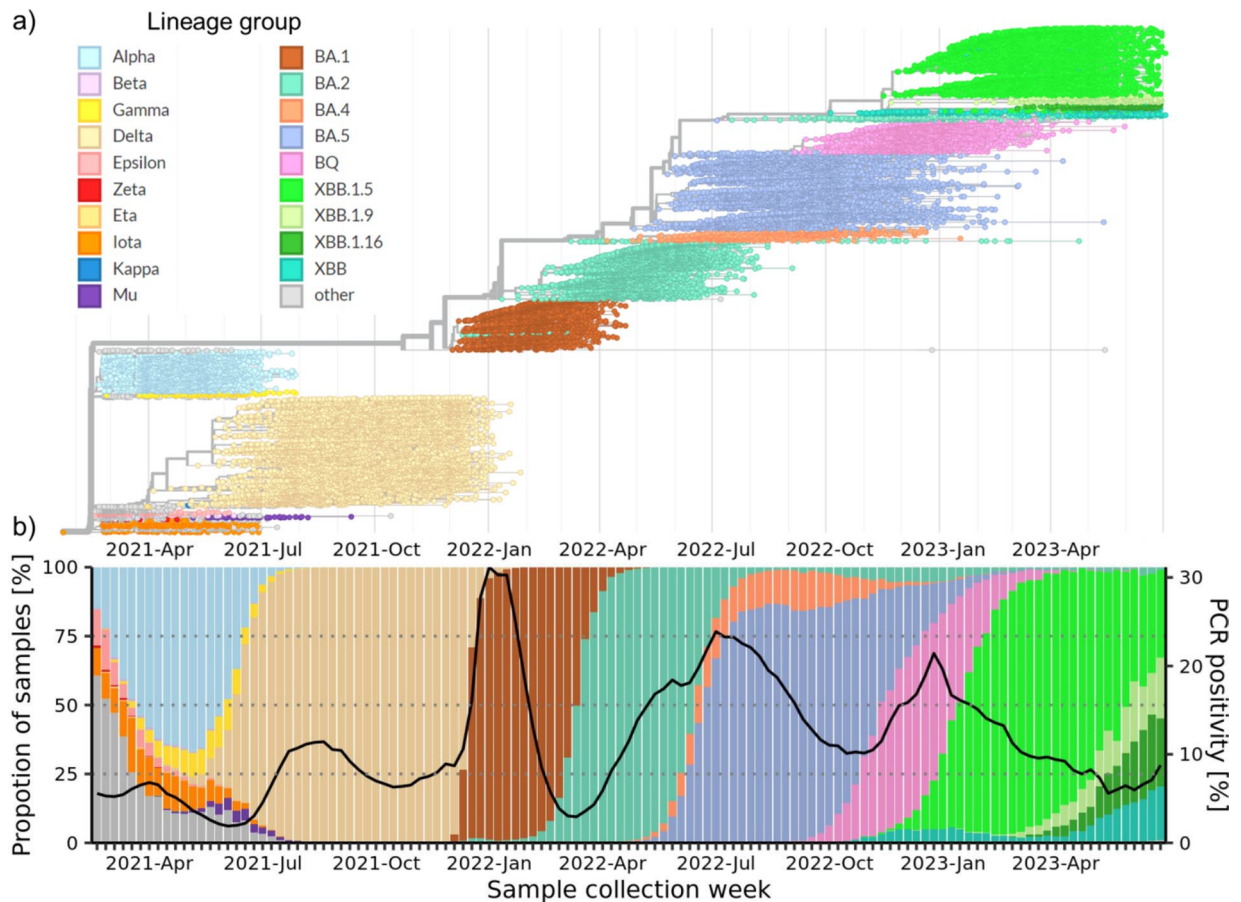 a)
Lineage group
Alpha
Beta
Gamma
Delta
Epsilon
Zeta
Eta
Iota
Kappa
Mu
BA.1
BA.2
BA.4
BA.5
BQ
XBB.1.5
XBB.1.9
XBB.1.16
XBB
other
b)
2021-Apr 2021-Jul 2021-Oct 2022-Jan 2022-Apr 2022-Jul 2022-Oct 2023-Jan 2023-Apr
Propotion of samples [%]
100
75
50
25
0
30
20
10
0
PCR positivity [%]
2021-Apr 2021-Jul 2021-Oct 2022-Jan 2022-Apr 2022-Jul 2022-Oct 2023-Jan 2023-Apr
Sample collection week